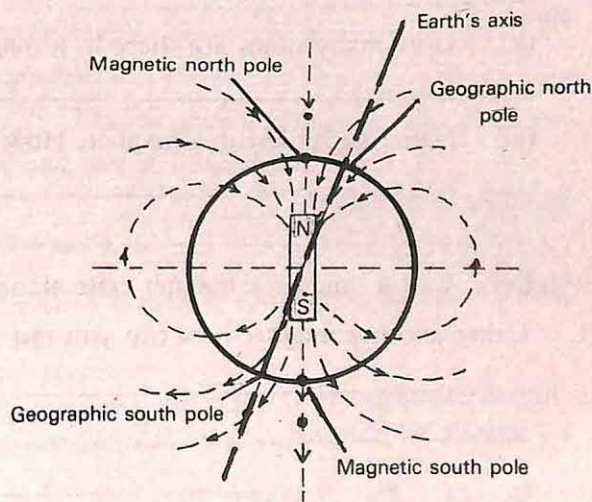 Earth's axis
Magnetic north pole
Geographic north
pole
N
S
Geographic south pole
Magnetic south pole